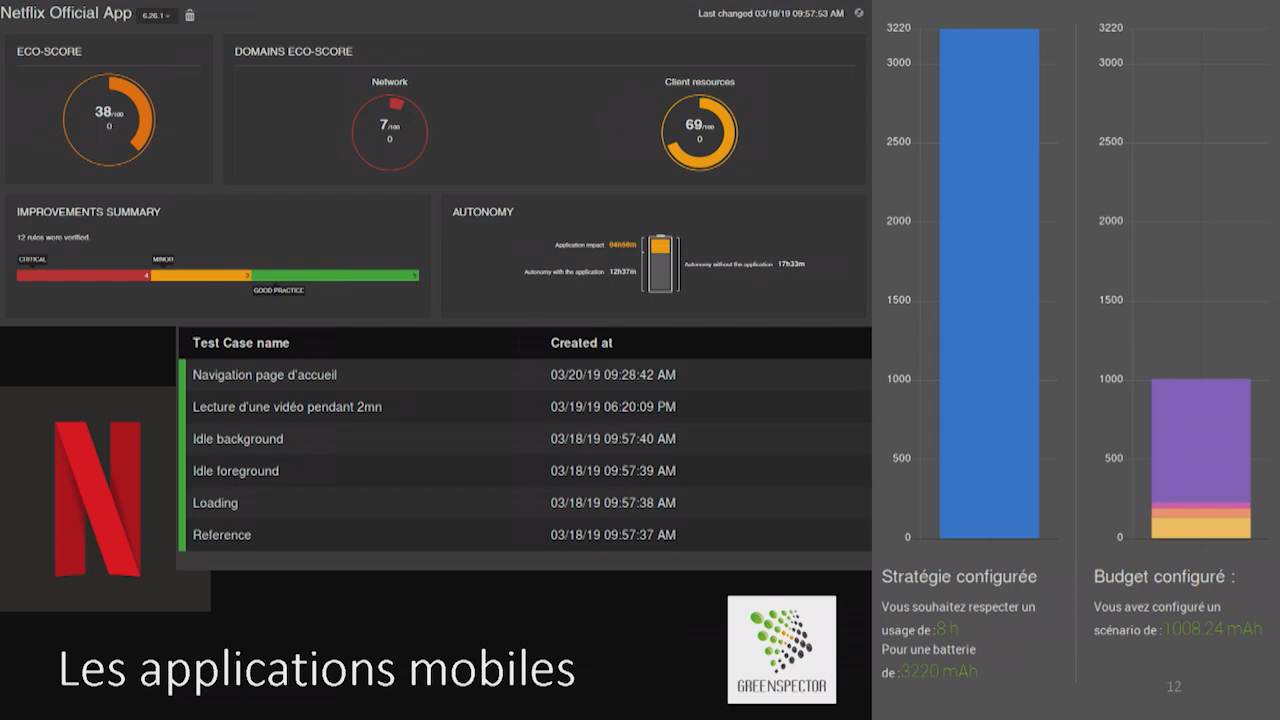 Netflix Official App 6.26.1
Last changed 03/18/19 09:57:53 AM
ECO-SCORE
38/100
0
DOMAINS ECO-SCORE
Network
7/100
0
Client resources
69/100
0
IMPROVEMENTS SUMMARY
12 rules were verified.
CRITICAL
MINOR
4
3
5
GOOD PRACTICE
AUTONOMY
Application impact 04h56m
Autonomy with the application 12h37m
Autonomy without the application 17h33m
Test Case name Created at
Navigation page d'accueil 03/20/19 09:28:42 AM
Lecture d'une vidéo pendant 2mn 03/19/19 06:20:09 PM
Idle background 03/18/19 09:57:40 AM
Idle foreground 03/18/19 09:57:39 AM
Loading 03/18/19 09:57:38 AM
Reference 03/18/19 09:57:37 AM
N
Les applications mobiles
GREENSPECTOR
3220
3000
2500
2000
1500
1000
500
0
Stratégie configurée
Vous souhaitez respecter un
usage de :8 h
Pour une batterie
de :3220 mAh
3220
3000
2500
2000
1500
1000
500
0
Budget configuré :
Vous avez configuré un
scénario de :1008.24 mAh
12